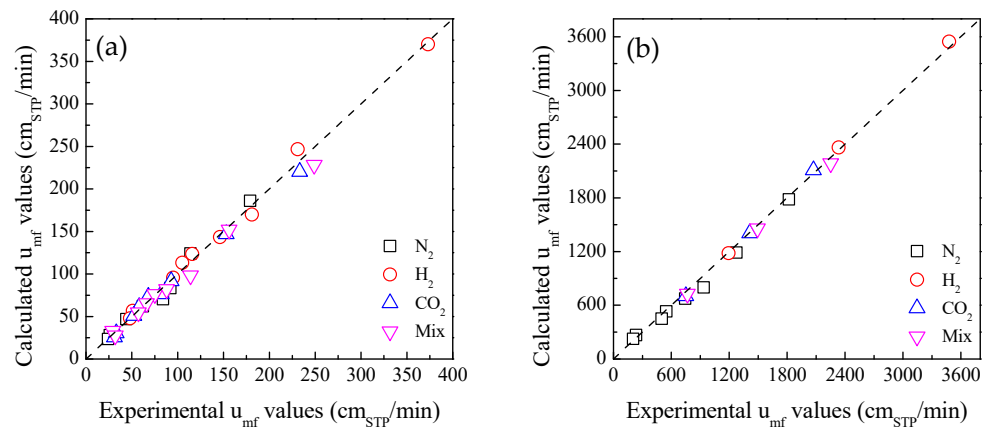 (a)
Calculated u_mf values (cm_STP/min)
400
350
300
250
200
150
100
50
0
0 50 100 150 200 250 300 350 400
Experimental u_mf values (cm_STP/min)
N₂
H₂
CO₂
Mix
(b)
Calculated u_mf values (cm_STP/min)
3600
3000
2400
1800
1200
600
0
0 600 1200 1800 2400 3000 3600
Experimental u_mf values (cm_STP/min)
N₂
H₂
CO₂
Mix